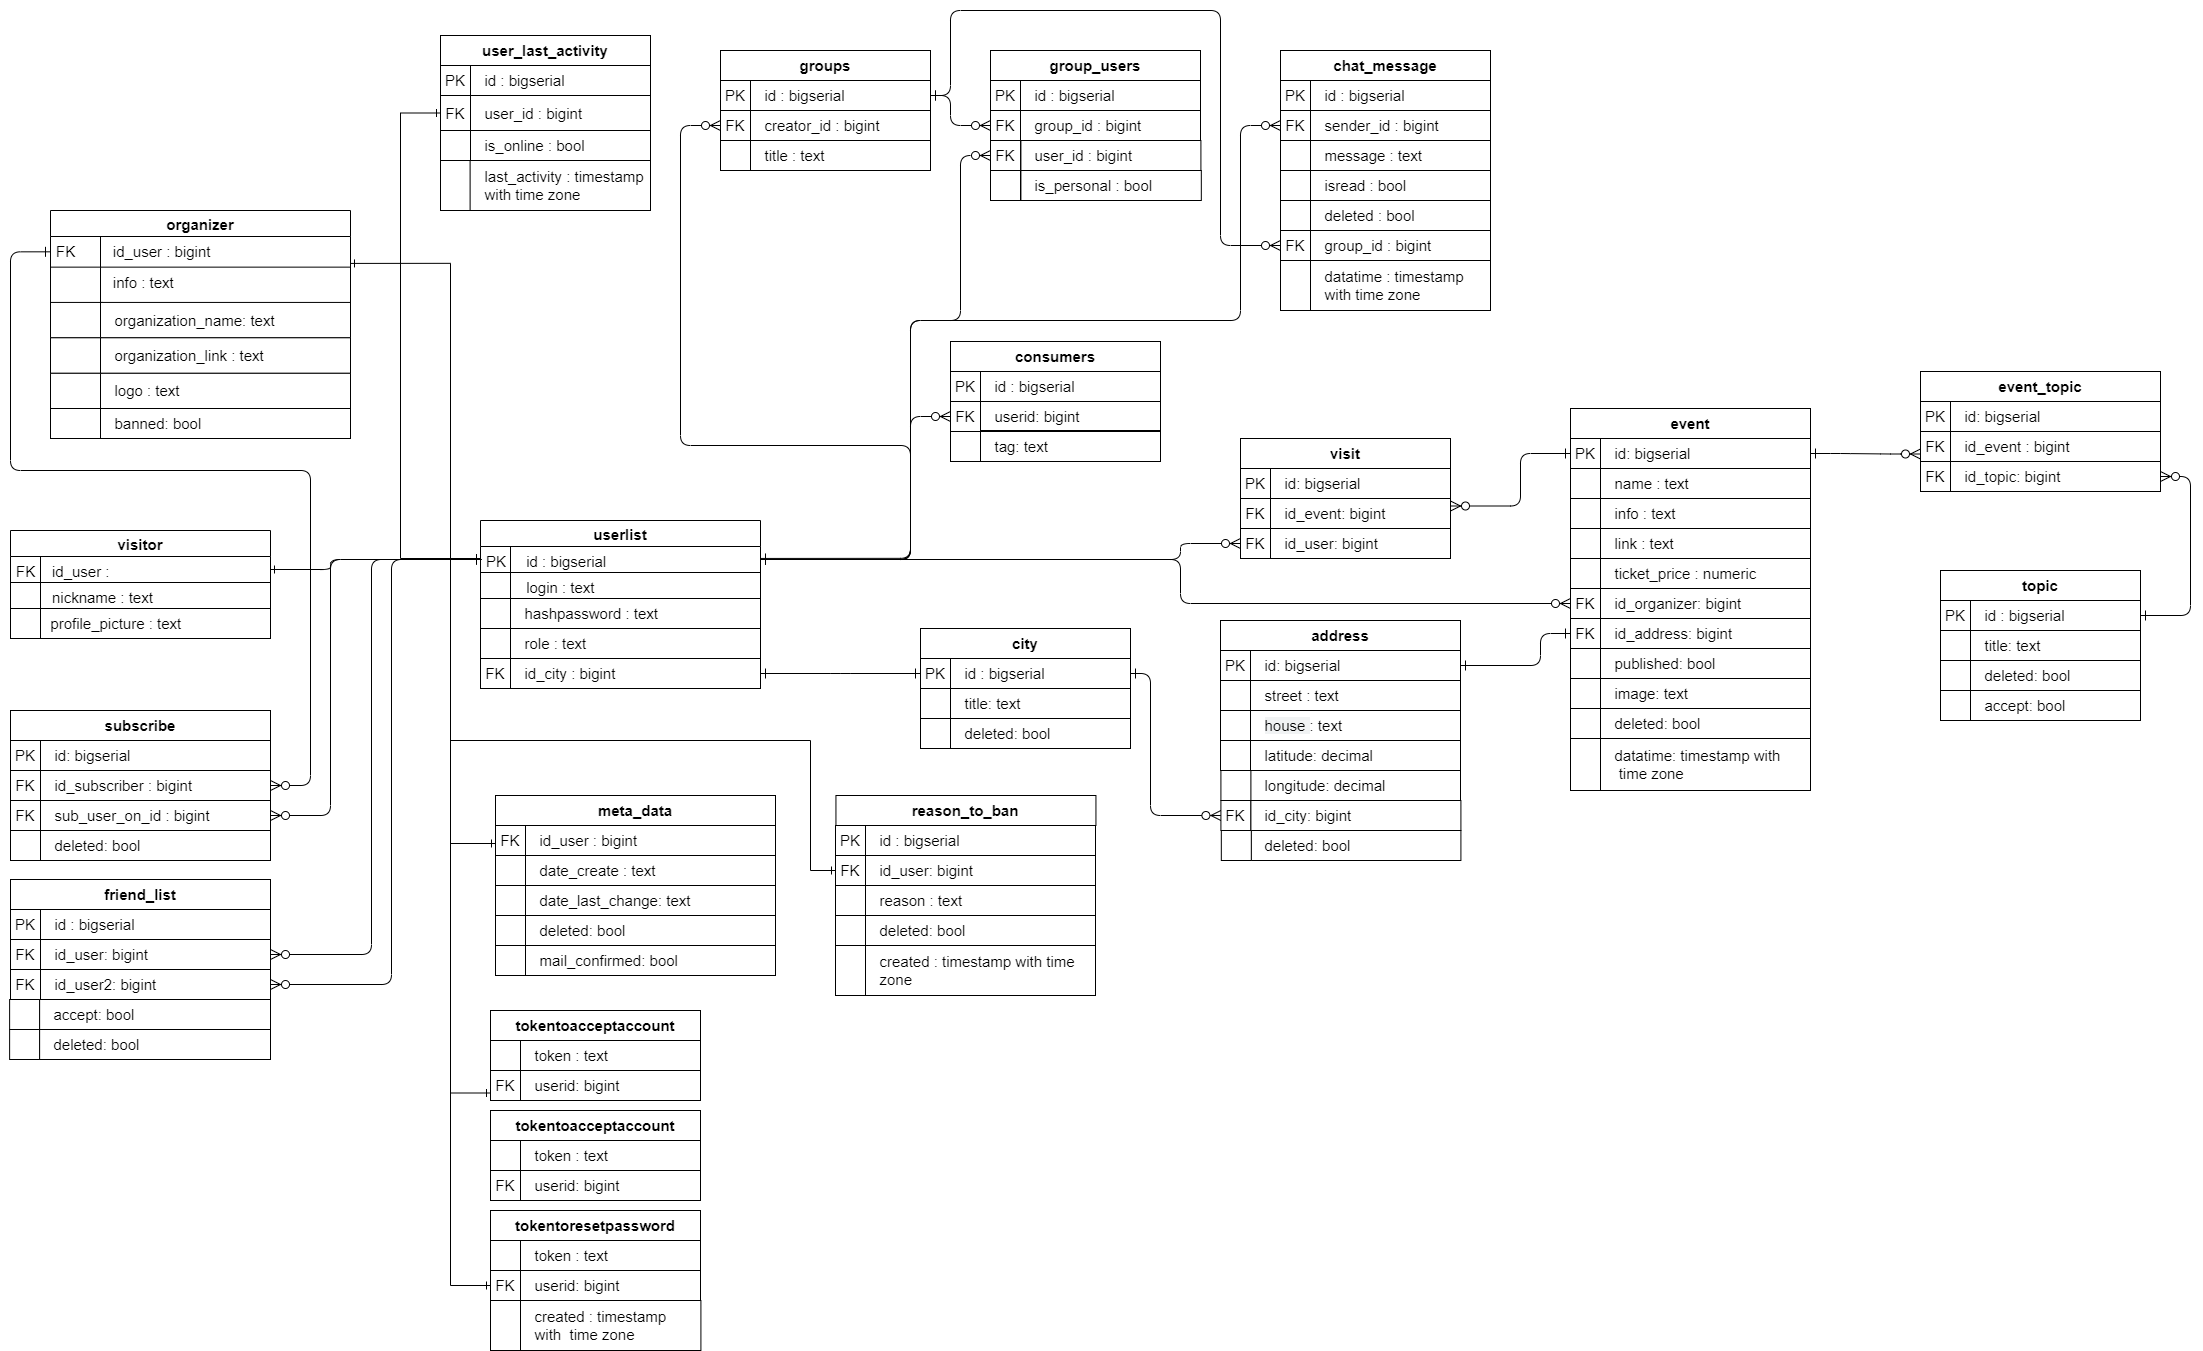 user_last_activity
PK id : bigserial
FK user_id : bigint
is_online : bool
last_activity : timestamp
with time zone
groups
PK id : bigserial
FK creator_id : bigint
title : text
group_users
PK id : bigserial
FK group_id : bigint
FK user_id : bigint
is_personal : bool
chat_message
PK id : bigserial
FK sender_id : bigint
message : text
isread : bool
deleted : bool
FK group_id : bigint
datatime : timestamp
with time zone
organizer
FK id_user : bigint
info : text
organization_name: text
organization_link : text
logo : text
banned: bool
consumers
PK id : bigserial
FK userid: bigint
tag: text
visit
PK id: bigserial
FK id_event: bigint
FK id_user: bigint
event
PK id: bigserial
name : text
info : text
link : text
ticket_price : numeric
FK id_organizer: bigint
FK id_address: bigint
published: bool
image: text
deleted: bool
datatime: timestamp with
time zone
event_topic
PK id: bigserial
FK id_event : bigint
FK id_topic: bigint
topic
PK id : bigserial
title: text
deleted: bool
accept: bool
visitor
FK id_user :
nickname : text
profile_picture : text
userlist
PK id : bigserial
login : text
hashpassword : text
role : text
FK id_city : bigint
city
PK id : bigserial
title: text
deleted: bool
address
PK id: bigserial
street : text
house : text
latitude: decimal
longitude: decimal
FK id_city: bigint
deleted: bool
subscribe
PK id: bigserial
FK id_subscriber : bigint
FK sub_user_on_id : bigint
deleted: bool
friend_list
PK id : bigserial
FK id_user: bigint
FK id_user2: bigint
accept: bool
deleted: bool
meta_data
FK id_user : bigint
date_create : text
date_last_change: text
deleted: bool
mail_confirmed: bool
reason_to_ban
PK id : bigserial
FK id_user: bigint
reason : text
deleted: bool
created : timestamp with time
zone
tokentoacceptaccount
token : text
FK userid: bigint
tokentoacceptaccount
token : text
FK userid: bigint
tokentoresetpassword
token : text
FK userid: bigint
created : timestamp
with time zone